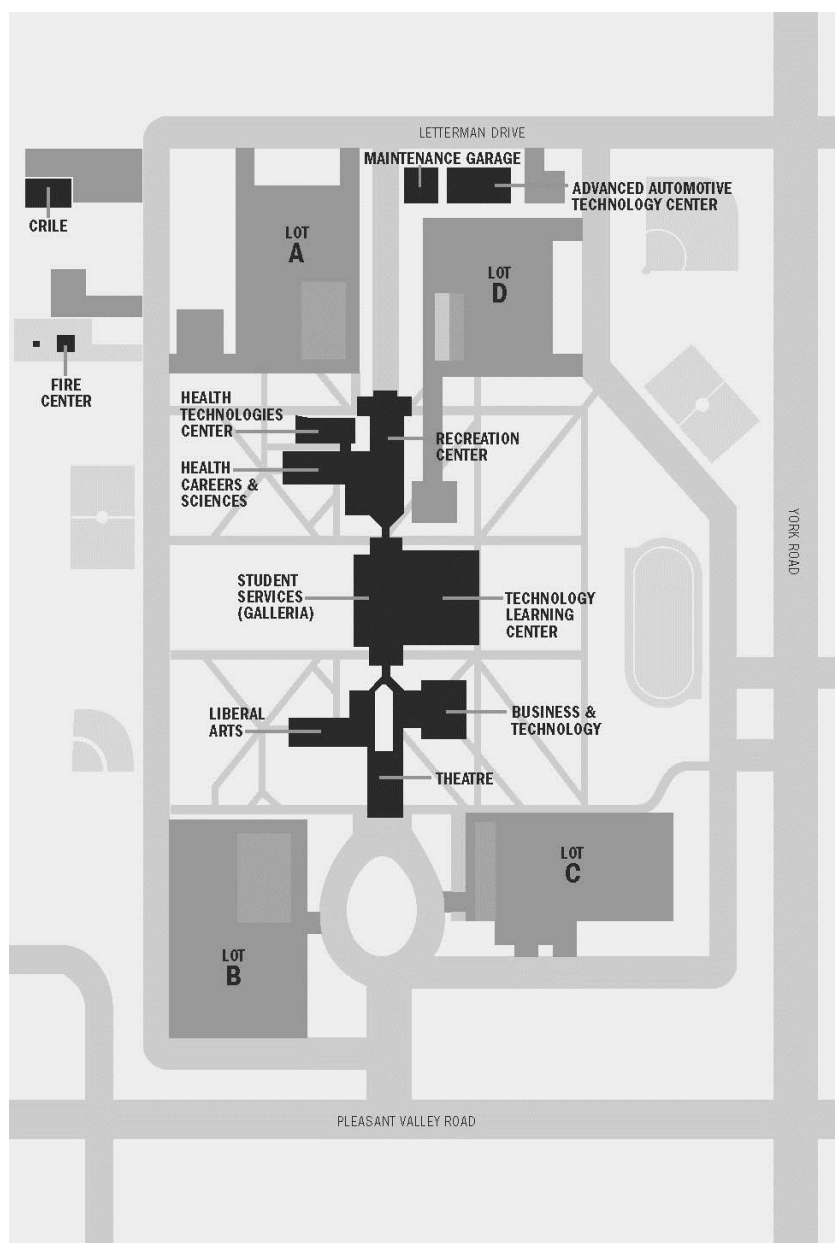 LETTERMAN DRIVE
MAINTENANCE GARAGE
ADVANCED AUTOMOTIVE
TECHNOLOGY CENTER
CRILE
LOT
A
LOT
D
FIRE
CENTER
HEALTH
TECHNOLOGIES
CENTER
RECREATION
CENTER
HEALTH
CAREERS &
SCIENCES
YORK ROAD
STUDENT
SERVICES
(GALLERIA)
TECHNOLOGY
LEARNING
CENTER
LIBERAL
ARTS
BUSINESS &
TECHNOLOGY
THEATRE
LOT
C
LOT
B
PLEASANT VALLEY ROAD